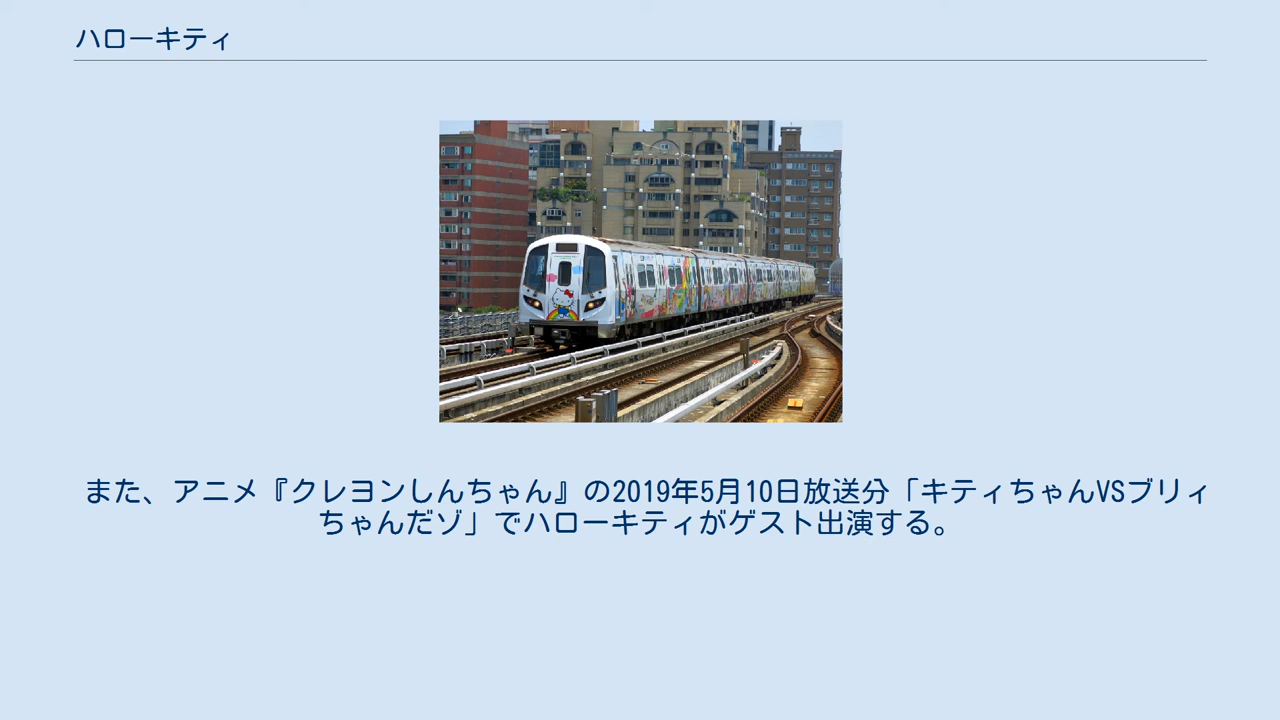 ハローキティ
また、アニメ『クレヨンしんちゃん』の2019年5月10日放送分「キティちゃんVSブリィ
ちゃんだゾ」でハローキティがゲスト出演する。